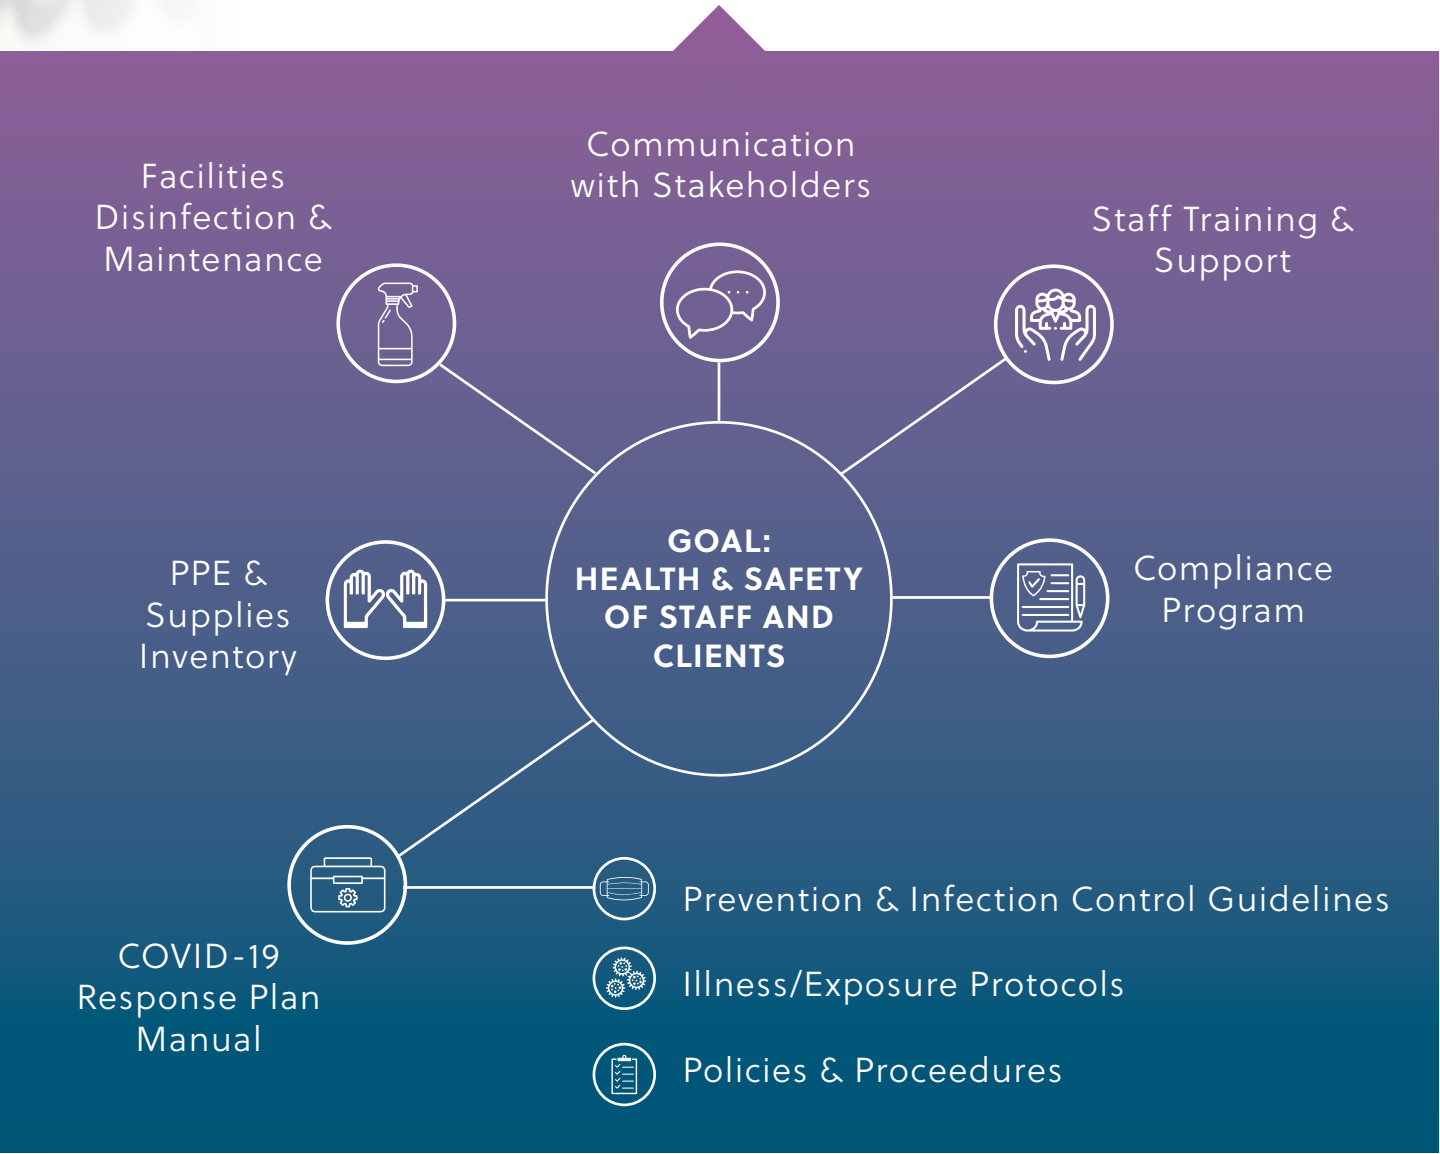 Communication
with Stakeholders
Facilities
Disinfection &
Maintenance
Staff Training &
Support
GOAL:
HEALTH & SAFETY
OF STAFF AND
CLIENTS
PPE &
Supplies
Inventory
Compliance
Program
COVID-19
Response Plan
Manual
Prevention & Infection Control Guidelines
Illness/Exposure Protocols
Policies & Proceedures